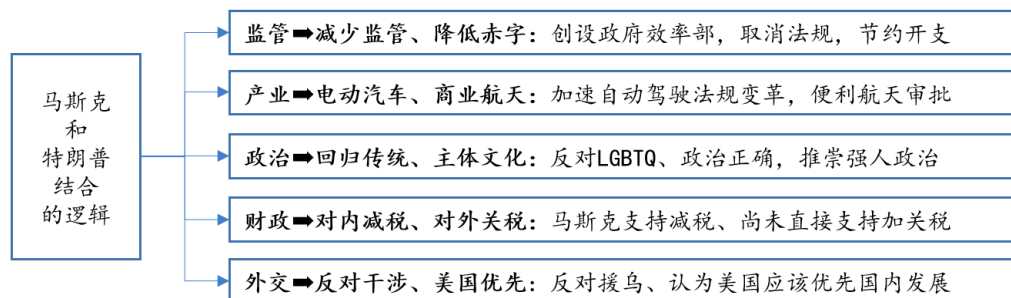 马斯克
和
特朗普
结合
的逻辑
监管➡减少监管、降低赤字：创设政府效率部，取消法规，节约开支
产业➡电动汽车、商业航天：加速自动驾驶法规变革，便利航天审批
政治➡回归传统、主体文化：反对LGBTQ、政治正确，推崇强人政治
财政➡对内减税、对外关税：马斯克支持减税、尚未直接支持加关税
外交➡反对干涉、美国优先：反对援乌、认为美国应该优先国内发展